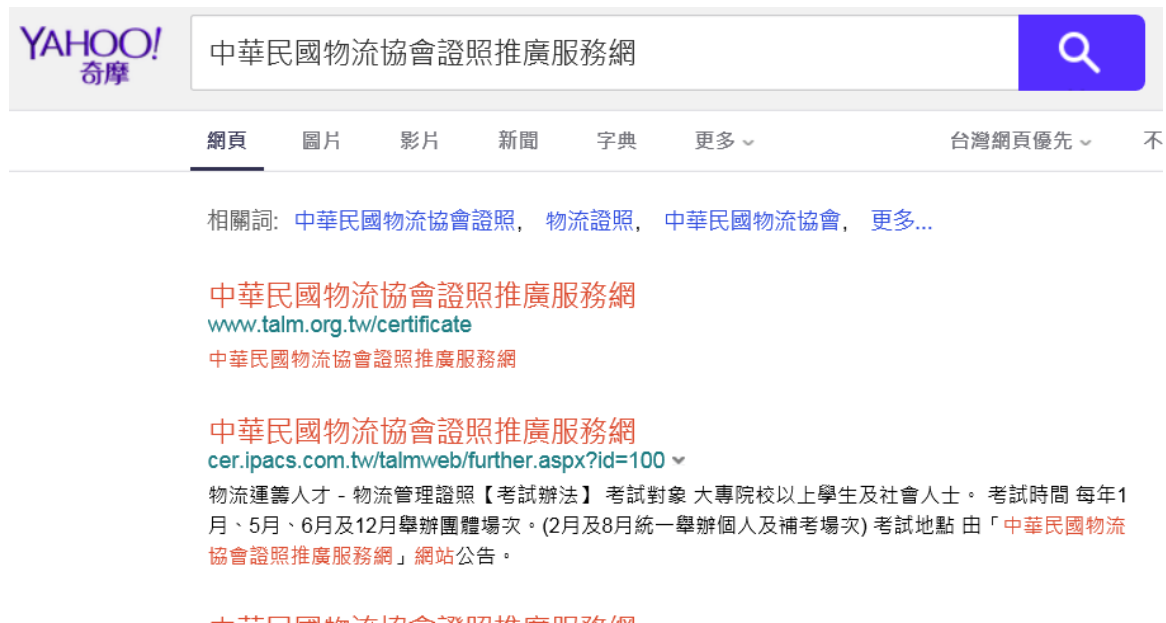 YAHOO!
奇摩
中華民國物流協會證照推廣服務網
網頁 圖片 影片 新聞 字典 更多 台灣網頁優先 不
相關詞: 中華民國物流協會證照, 物流證照, 中華民國物流協會, 更多...
中華民國物流協會證照推廣服務網
www.talm.org.tw/certificate
中華民國物流協會證照推廣服務網
中華民國物流協會證照推廣服務網
cer.ipacs.com.tw/talmweb/further.aspx?id=100
物流運籌人才 - 物流管理證照【考試辦法】 考試對象 大專院校以上學生及社會人士。 考試時間 每年1
月、5月、6月及12月舉辦團體場次。(2月及8月統一舉辦個人及補考場次) 考試地點 由「中華民國物流
協會證照推廣服務網」網站公告。